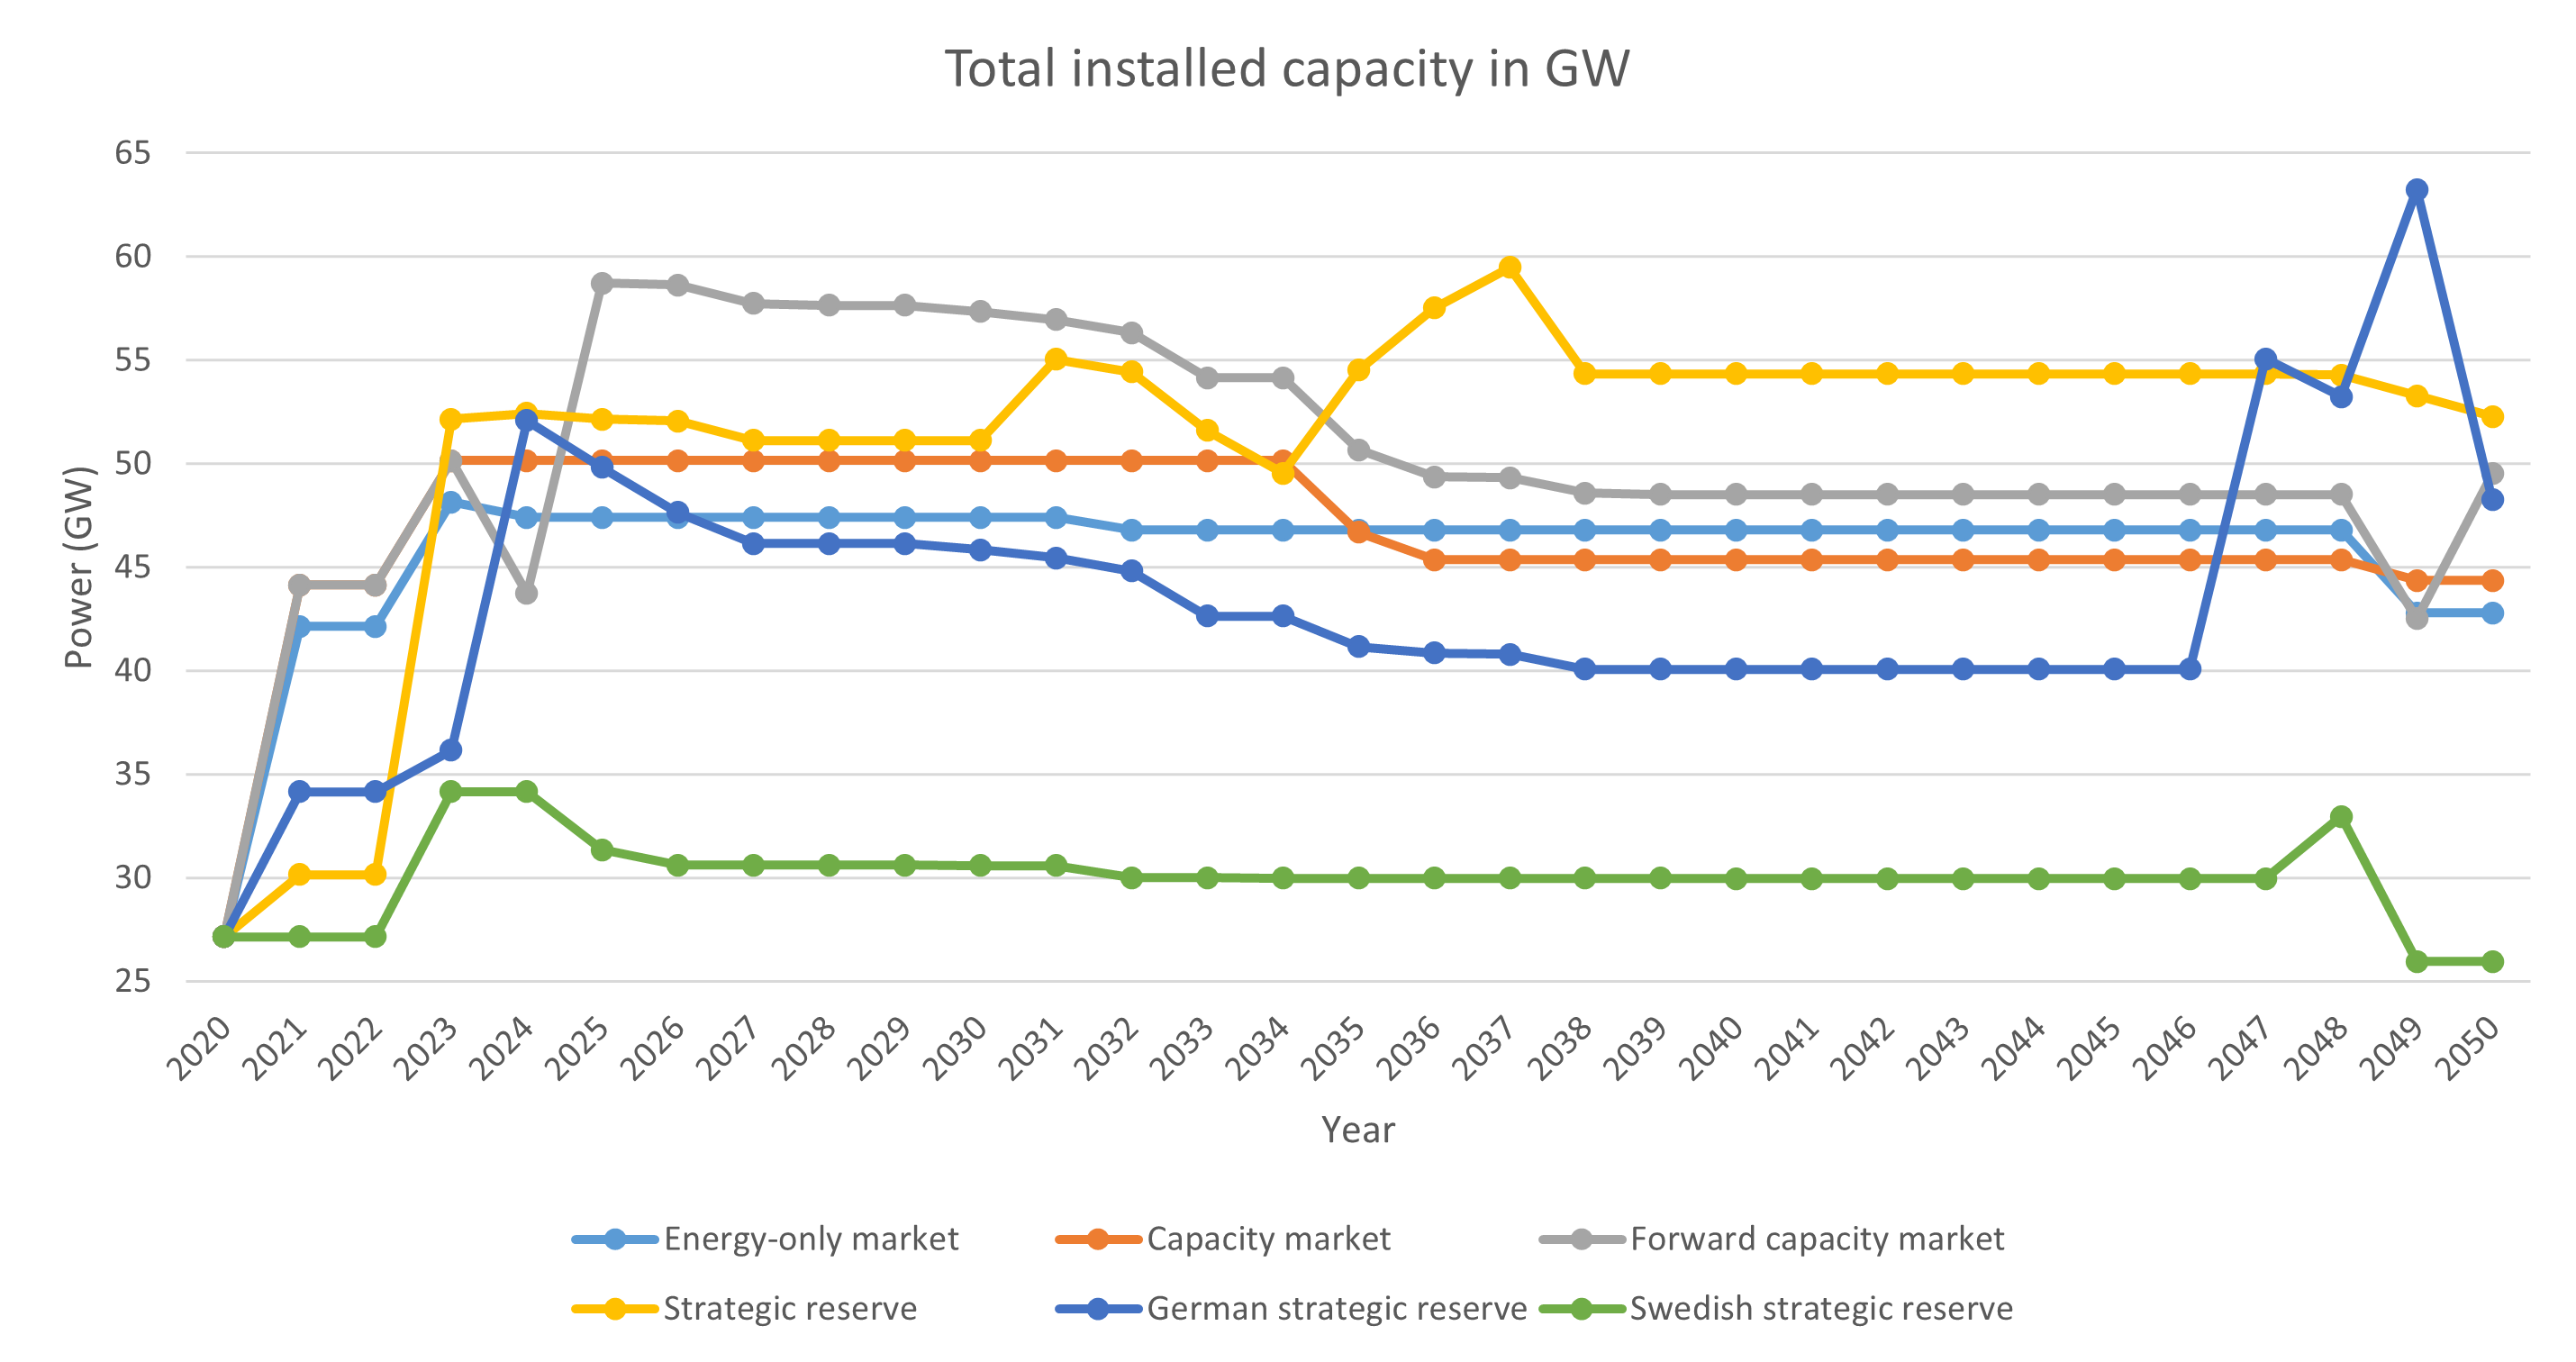 Total installed capacity in GW
65
60
55
50
45
40
35
30
25
Power (GW)
2020 2021 2022 2023 2024 2025 2026 2027 2028 2029 2030 2031 2032 2033 2034 2035 2036 2037 2038 2039 2040 2041 2042 2043 2044 2045 2046 2047 2048 2049 2050
Year
Energy-only market Capacity market Forward capacity market
Strategic reserve German strategic reserve Swedish strategic reserve